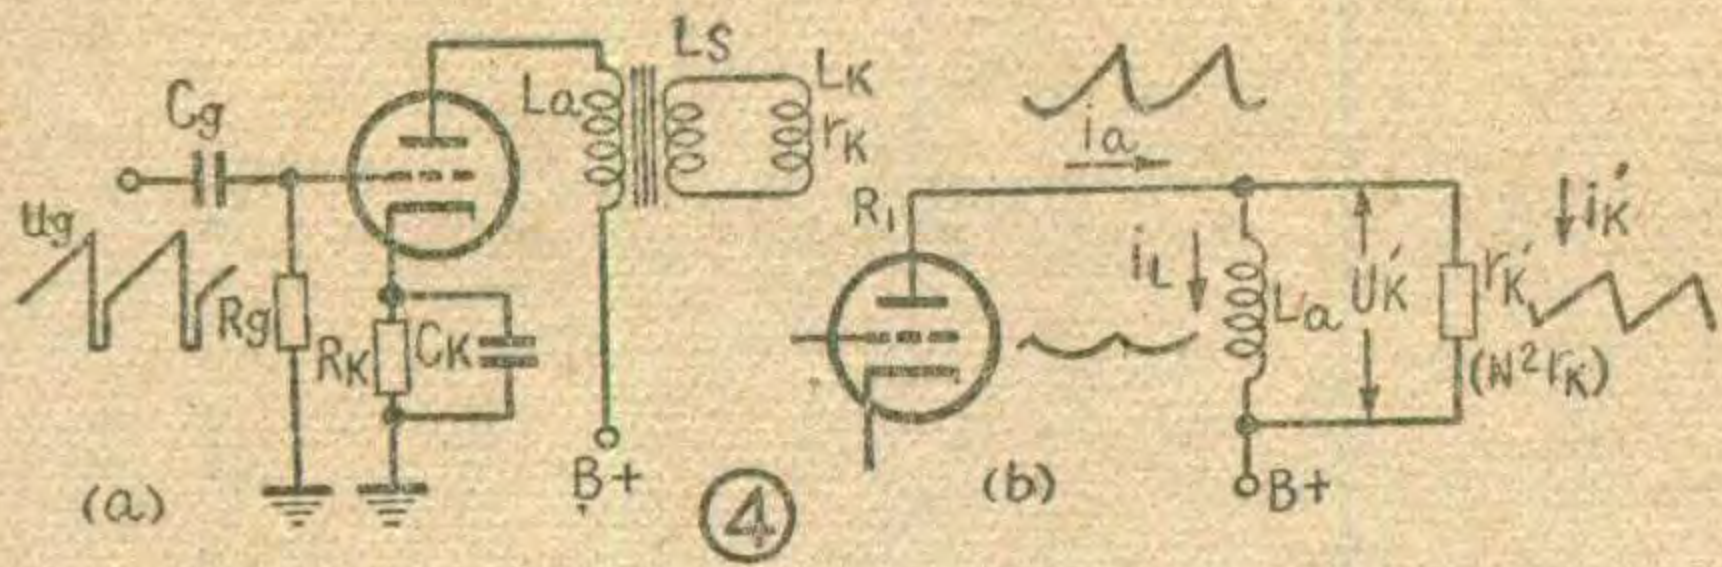 Cg
ug
Rg
RK
CK
La
LS
LK
rK
B+
(a)
④
ia
R1
iL
La
U′K
r′K
(N²rK)
i′K
B+
(b)